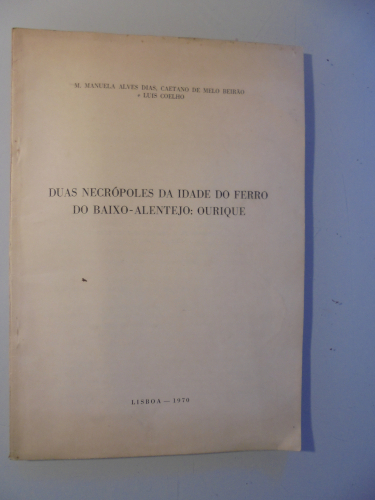 M. MANUELA ALVES DIAS, CAETANO DE MELO BEIRÃO
e LUIS COELHO
DUAS NECRÓPOLES DA IDADE DO FERRO
DO BAIXO-ALENTEJO: OURIQUE
LISBOA — 1970